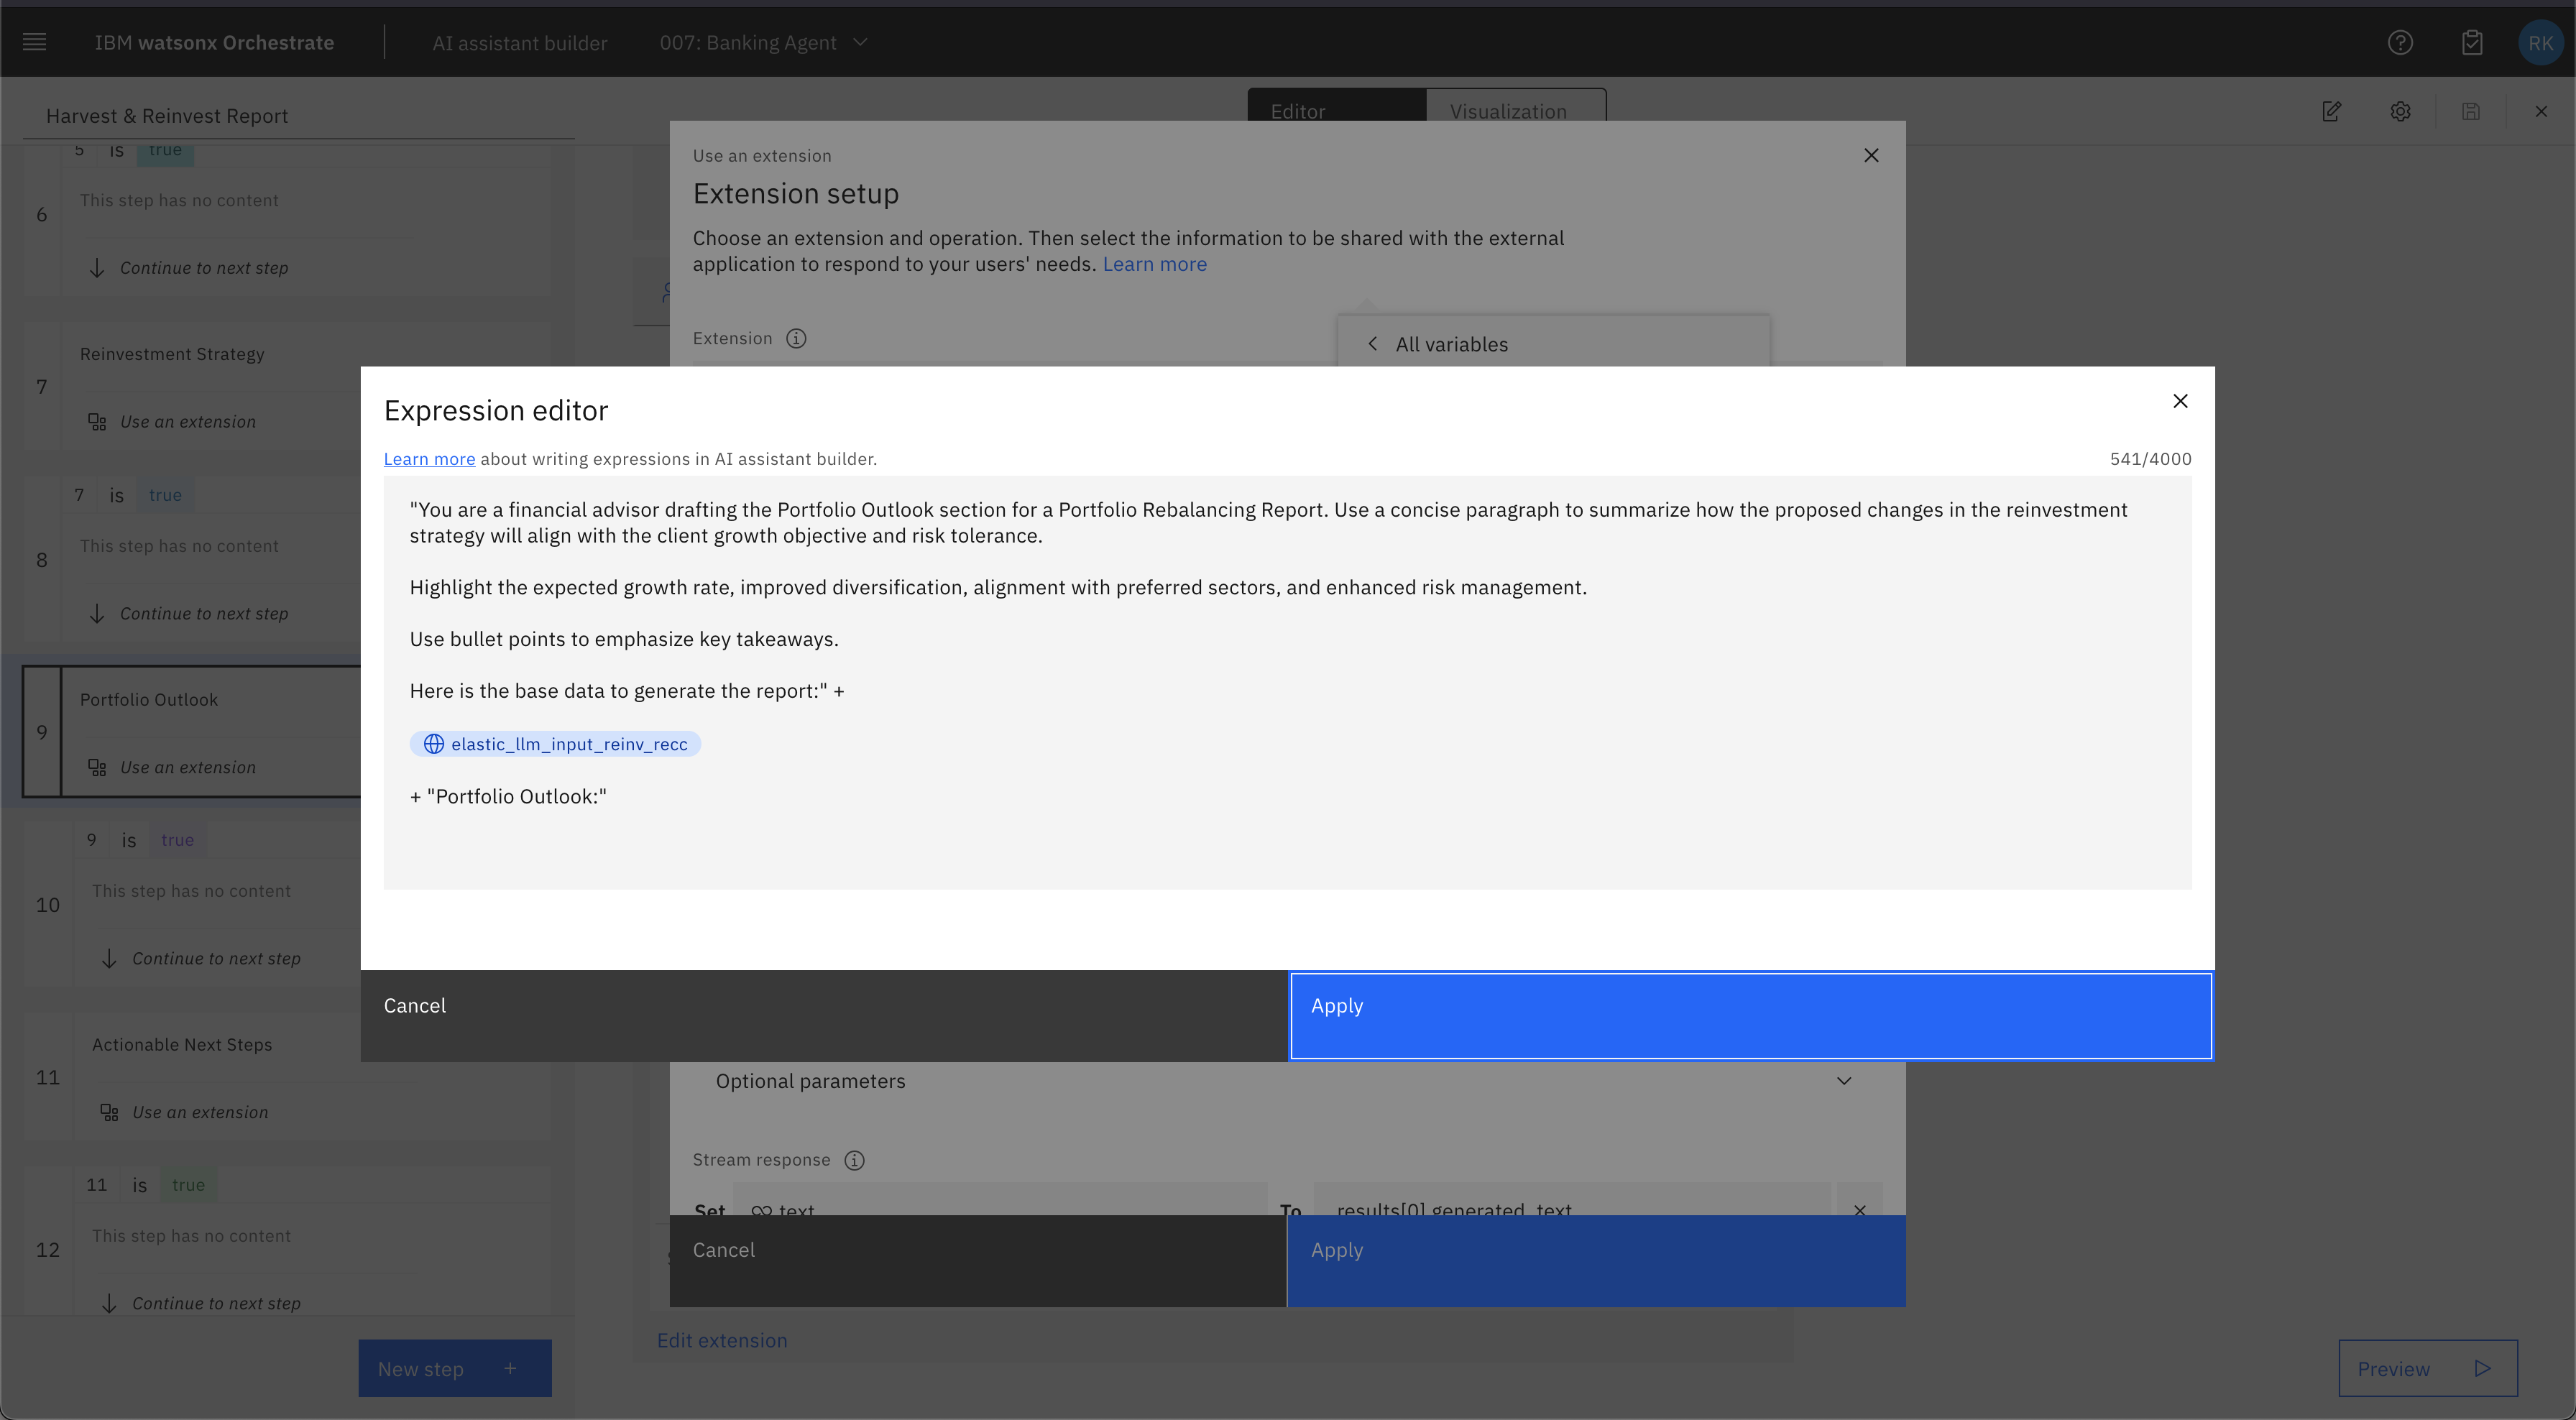 IBM watsonx Orchestrate
AI assistant builder
007: Banking Agent
RK
Harvest & Reinvest Report
Editor
Visualization
5 is true
6
This step has no content
Continue to next step
7
Reinvestment Strategy
Use an extension
7 is true
8
This step has no content
Continue to next step
9
Portfolio Outlook
Use an extension
9 is true
10
This step has no content
Continue to next step
11
Actionable Next Steps
Use an extension
11 is true
12
This step has no content
Continue to next step
New step +
Use an extension
Extension setup
Choose an extension and operation. Then select the information to be shared with the external
application to respond to your users' needs. Learn more
Extension
All variables
Expression editor
Learn more about writing expressions in AI assistant builder.
541/4000
"You are a financial advisor drafting the Portfolio Outlook section for a Portfolio Rebalancing Report. Use a concise paragraph to summarize how the proposed changes in the reinvestment
strategy will align with the client growth objective and risk tolerance.
Highlight the expected growth rate, improved diversification, alignment with preferred sectors, and enhanced risk management.
Use bullet points to emphasize key takeaways.
Here is the base data to generate the report:" +
elastic_llm_input_reinv_recc
+ "Portfolio Outlook:"
Cancel
Apply
Optional parameters
Stream response
Set text To results[0].generated_text
Cancel
Apply
Edit extension
Preview